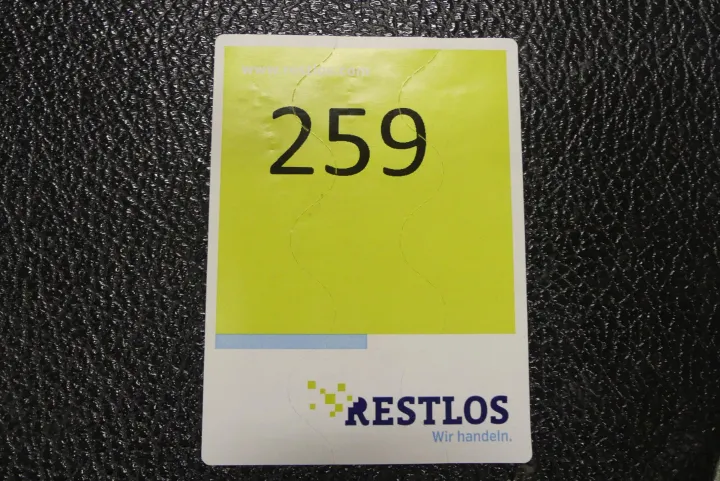 259
RESTLOS
Wir handeln.